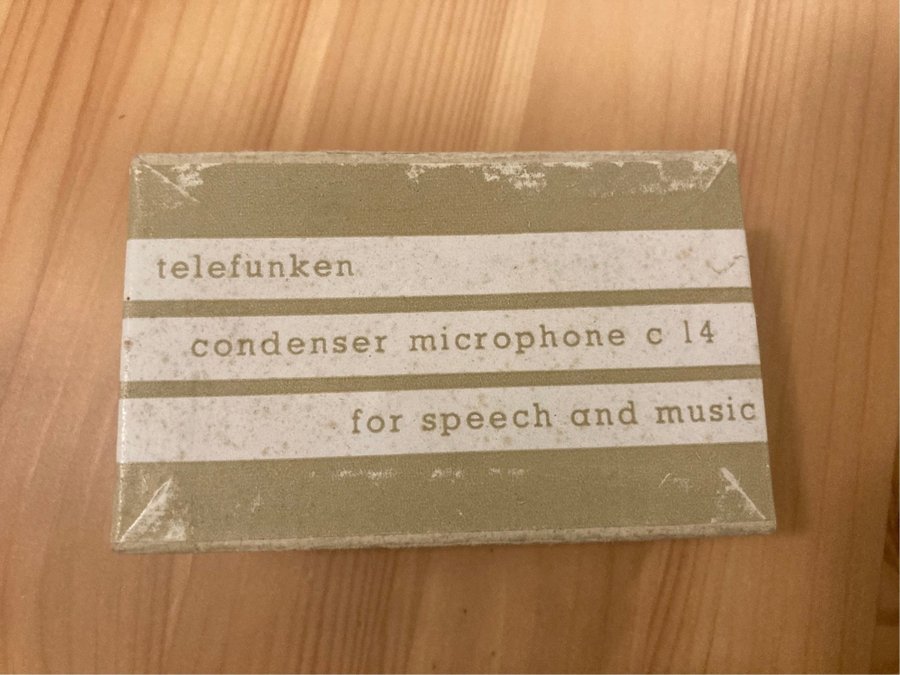 telefunken
condenser microphone c 14
for speech and music